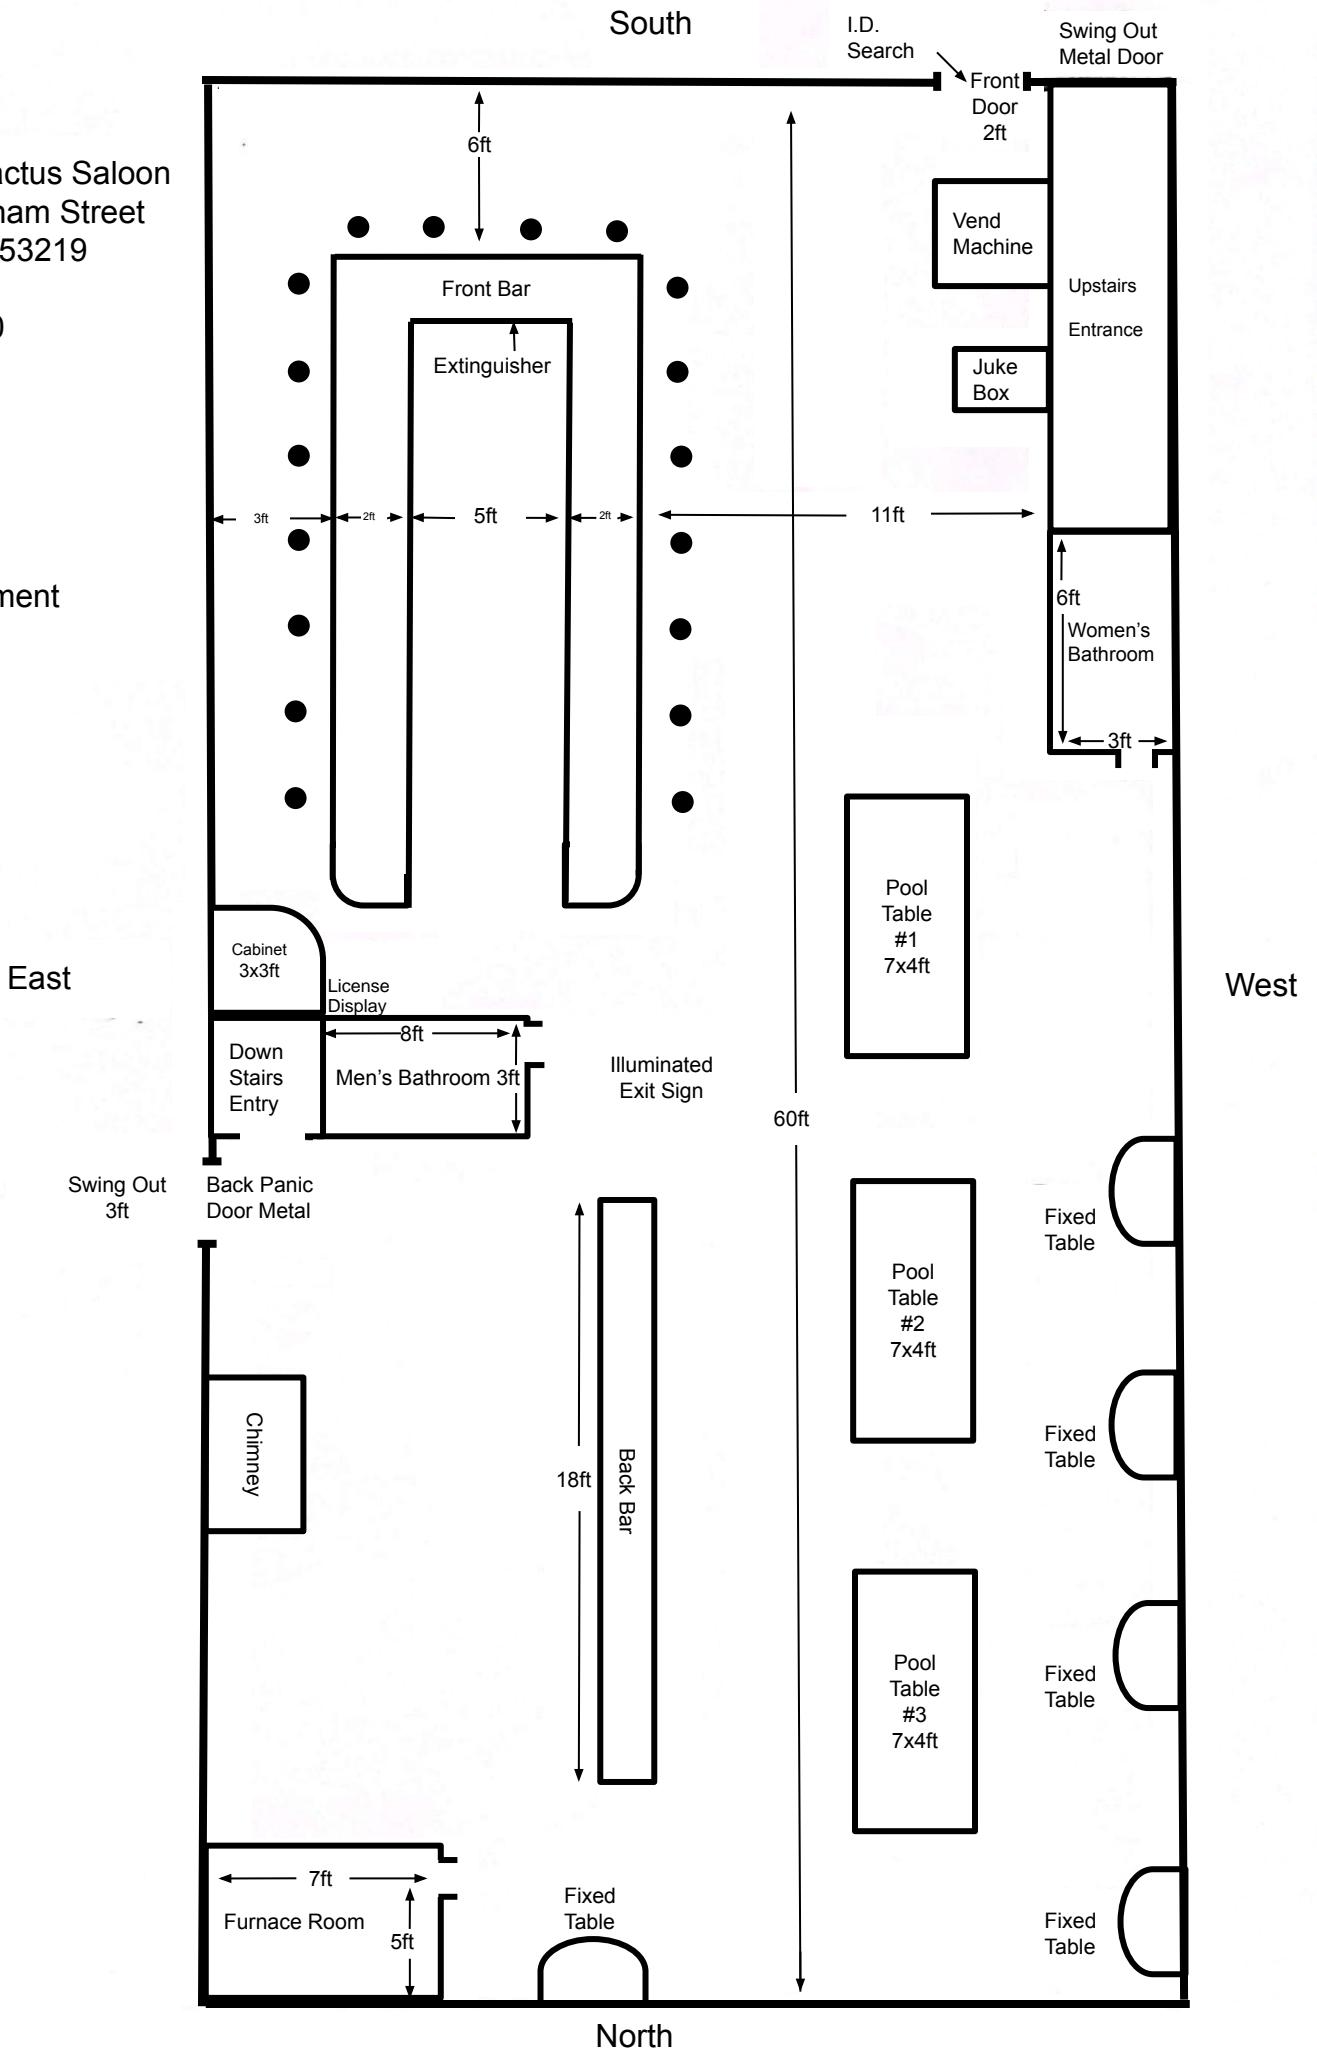 South
I.D.
Search
Swing Out
Metal Door
Front
Door
2ft
6ft
actus Saloon
ham Street
53219
Vend
Machine
Front Bar
Upstairs
Entrance
Extinguisher
Juke
Box
3ft
2ft
5ft
2ft
11ft
ment
6ft
Women's
Bathroom
3ft
Pool
Table
#1
7x4ft
Cabinet
3x3ft
East
License
Display
West
8ft
Down
Stairs
Entry
Men's Bathroom 3ft
Illuminated
Exit Sign
60ft
Swing Out
3ft
Back Panic
Door Metal
Fixed
Table
Pool
Table
#2
7x4ft
Chimney
18ft
Back Bar
Fixed
Table
Pool
Table
#3
7x4ft
Fixed
Table
7ft
Furnace Room
5ft
Fixed
Table
Fixed
Table
North